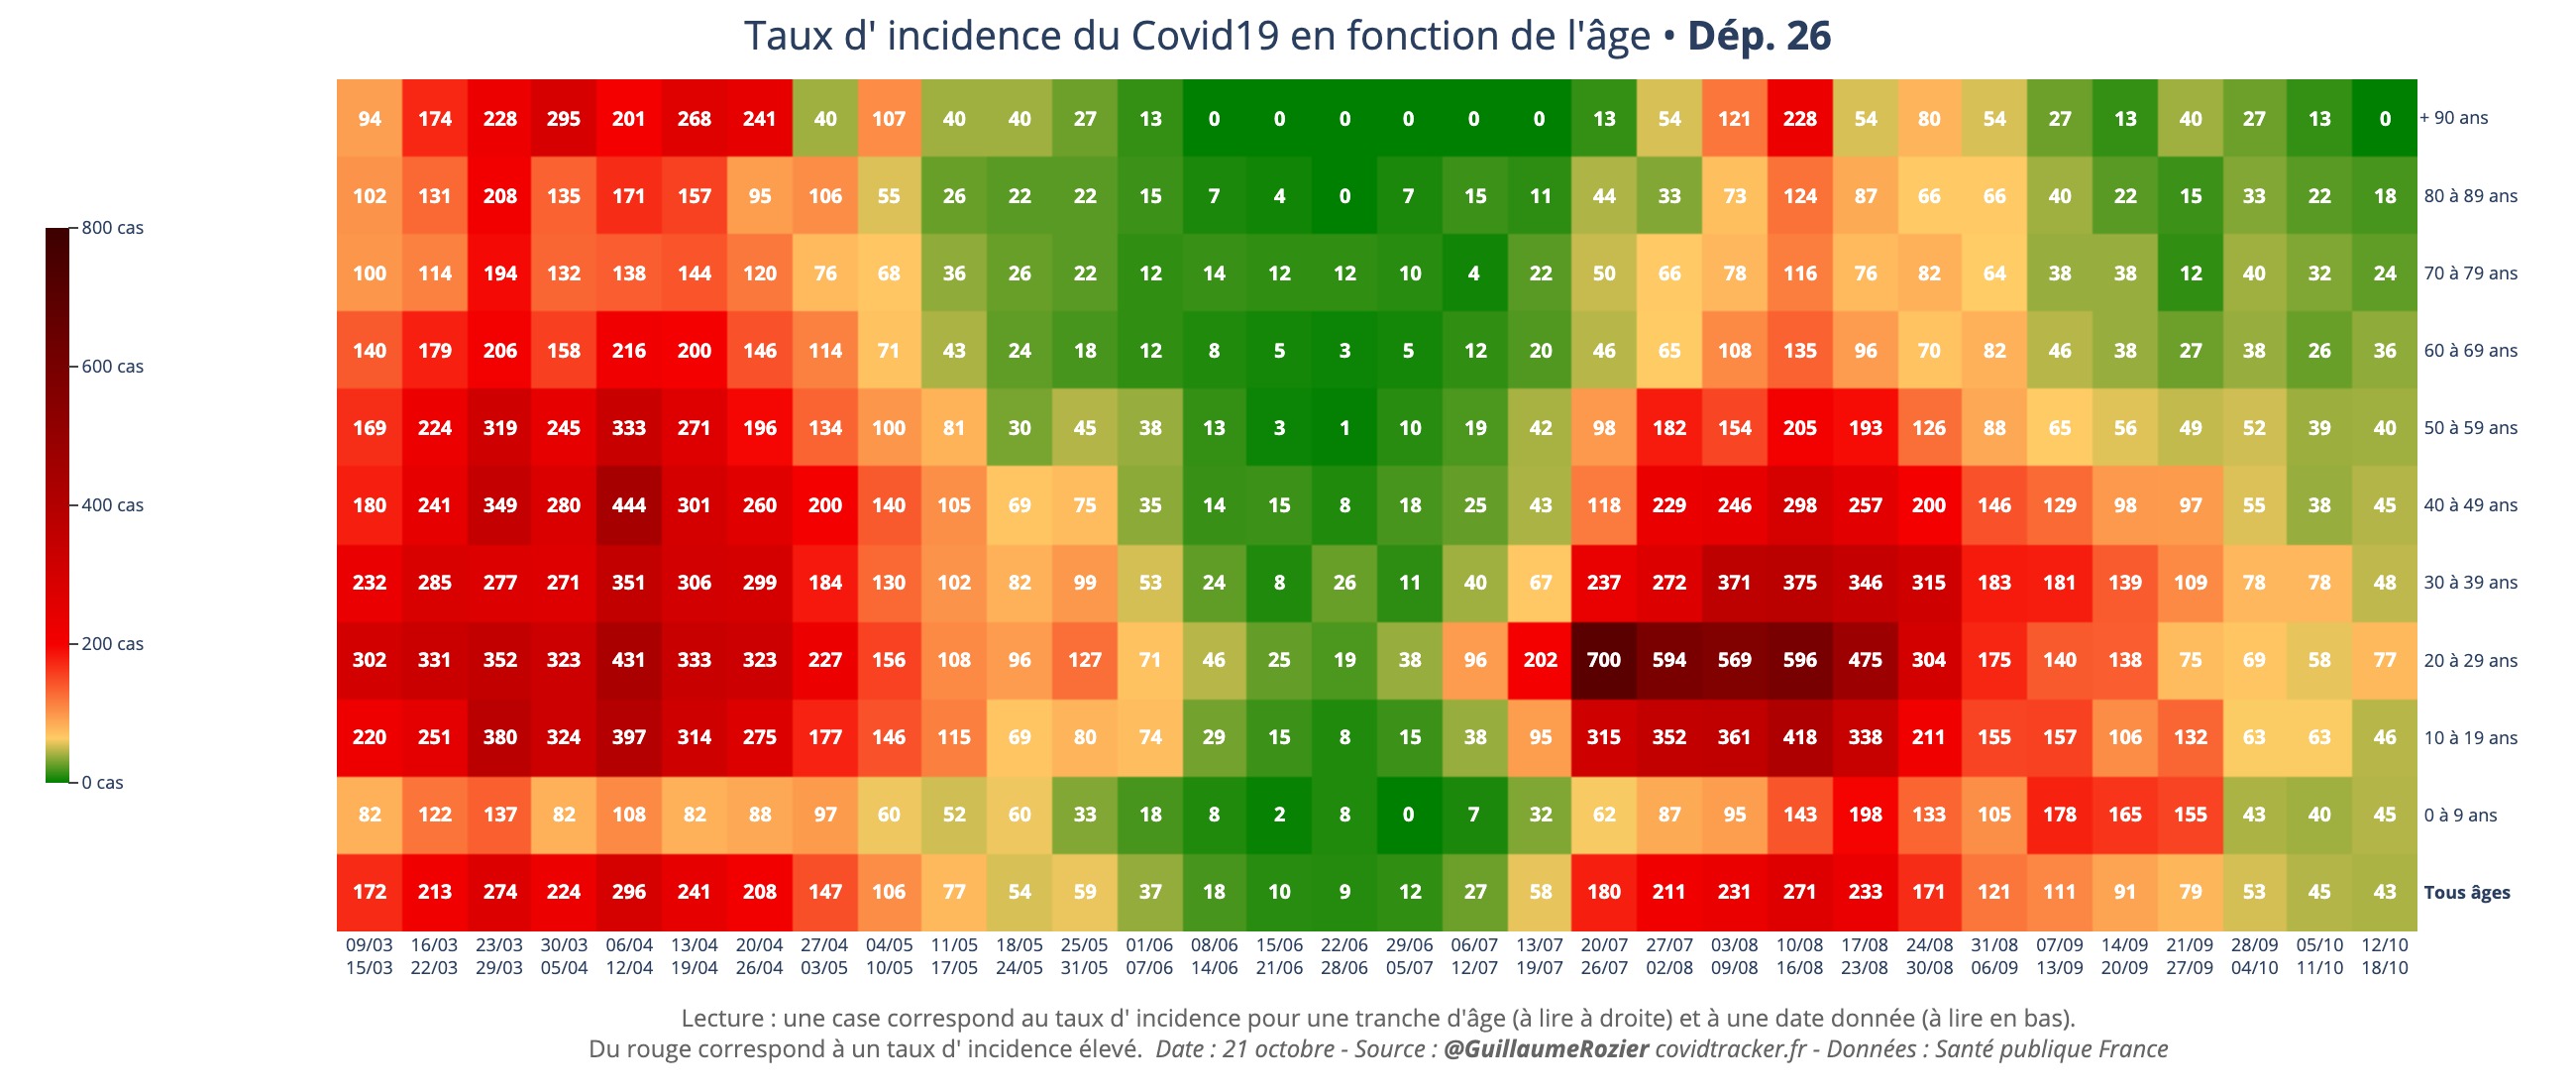 Taux d' incidence du Covid19 en fonction de l'âge • Dép. 26
800 cas
600 cas
400 cas
200 cas
0 cas
94 174 228 295 201 268 241 40 107 40 40 27 13 0 0 0 0 0 0 13 54 121 228 54 80 54 27 13 40 27 13 0 + 90 ans
102 131 208 135 171 157 95 106 55 26 22 22 15 7 4 0 7 15 11 44 33 73 124 87 66 66 40 22 15 33 22 18 80 à 89 ans
100 114 194 132 138 144 120 76 68 36 26 22 12 14 12 12 10 4 22 50 66 78 116 76 82 64 38 38 12 40 32 24 70 à 79 ans
140 179 206 158 216 200 146 114 71 43 24 18 12 8 5 3 5 12 20 46 65 108 135 96 70 82 46 38 27 38 26 36 60 à 69 ans
169 224 319 245 333 271 196 134 100 81 30 45 38 13 3 1 10 19 42 98 182 154 205 193 126 88 65 56 49 52 39 40 50 à 59 ans
180 241 349 280 444 301 260 200 140 105 69 75 35 14 15 8 18 25 43 118 229 246 298 257 200 146 129 98 97 55 38 45 40 à 49 ans
232 285 277 271 351 306 299 184 130 102 82 99 53 24 8 26 11 40 67 237 272 371 375 346 315 183 181 139 109 78 78 48 30 à 39 ans
302 331 352 323 431 333 323 227 156 108 96 127 71 46 25 19 38 96 202 700 594 569 596 475 304 175 140 138 75 69 58 77 20 à 29 ans
220 251 380 324 397 314 275 177 146 115 69 80 74 29 15 8 15 38 95 315 352 361 418 338 211 155 157 106 132 63 63 46 10 à 19 ans
82 122 137 82 108 82 88 97 60 52 60 33 18 8 2 8 0 7 32 62 87 95 143 198 133 105 178 165 155 43 40 45 0 à 9 ans
172 213 274 224 296 241 208 147 106 77 54 59 37 18 10 9 12 27 58 180 211 231 271 233 171 121 111 91 79 53 45 43 Tous âges
09/03 16/03 23/03 30/03 06/04 13/04 20/04 27/04 04/05 11/05 18/05 25/05 01/06 08/06 15/06 22/06 29/06 06/07 13/07 20/07 27/07 03/08 10/08 17/08 24/08 31/08 07/09 14/09 21/09 28/09 05/10 12/10
15/03 22/03 29/03 05/04 12/04 19/04 26/04 03/05 10/05 17/05 24/05 31/05 07/06 14/06 21/06 28/06 05/07 12/07 19/07 26/07 02/08 09/08 16/08 23/08 30/08 06/09 13/09 20/09 27/09 04/10 11/10 18/10
Lecture : une case correspond au taux d' incidence pour une tranche d'âge (à lire à droite) et à une date donnée (à lire en bas).
Du rouge correspond à un taux d' incidence élevé. Date : 21 octobre - Source : @GuillaumeRozier covidtracker.fr - Données : Santé publique France